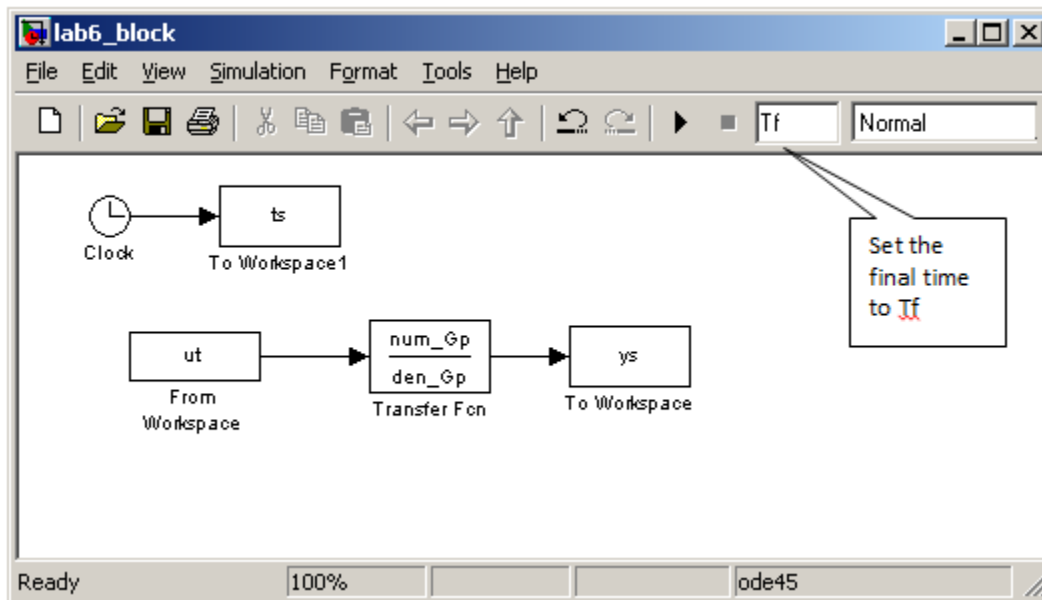 lab6_block
File Edit View Simulation Format Tools Help
Tf Normal
ts
Clock
To Workspace1
Set the
final time
to Tf
ut
num_Gp
den_Gp
ys
From
Workspace
Transfer Fcn
To Workspace
Ready 100% ode45